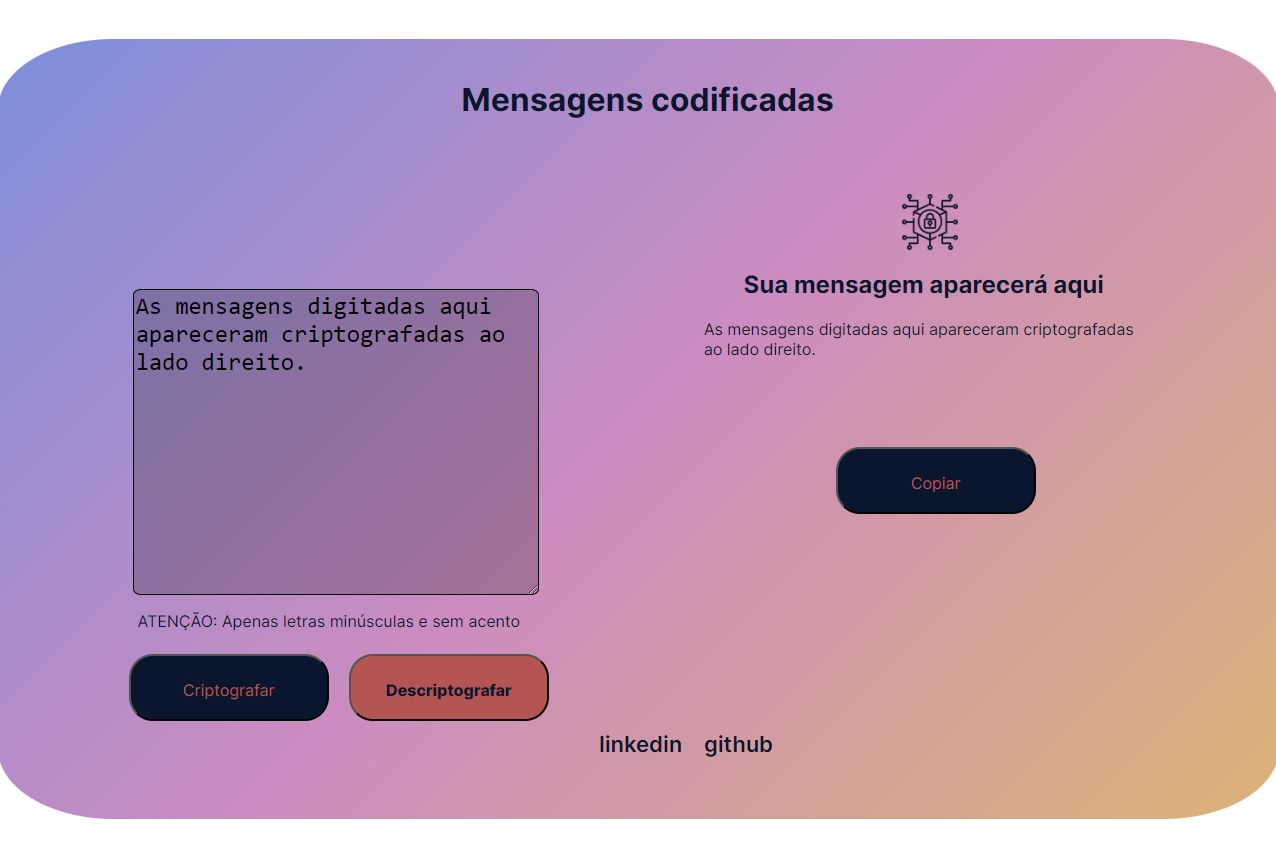 Mensagens codificadas
As mensagens digitadas aqui
apareceram criptografadas ao
lado direito.
ATENÇÃO: Apenas letras minúsculas e sem acento
Criptografar
Descriptografar
Sua mensagem aparecerá aqui
As mensagens digitadas aqui apareceram criptografadas
ao lado direito.
Copiar
linkedin github